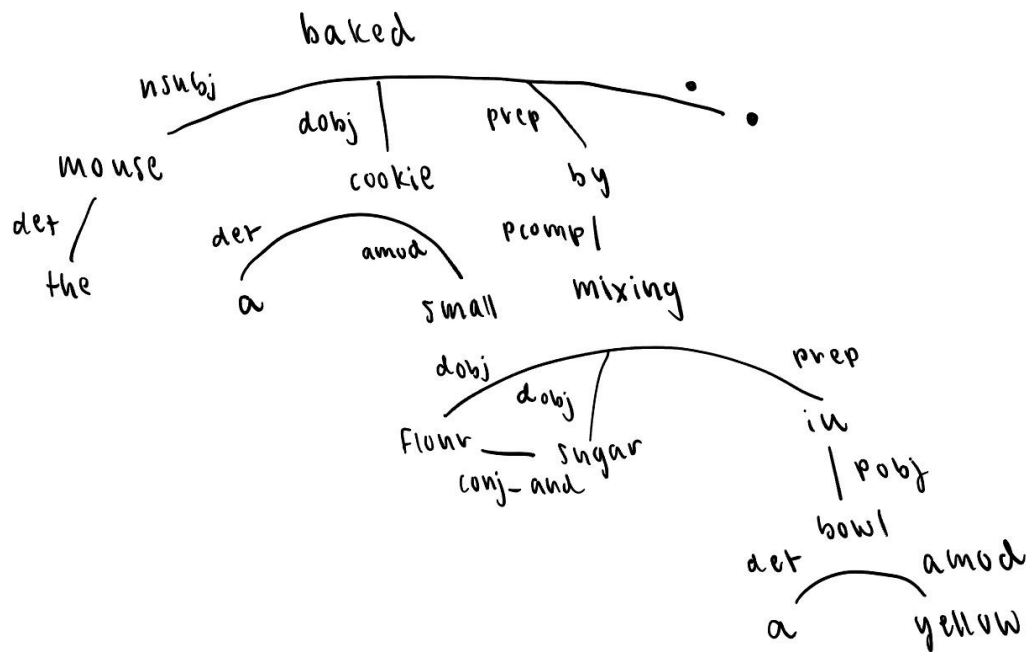 baked
nsubj
dobj
prep
.
.
mouse
cookie
by
det
det
amod
pcompl
the
a
small
mixing
dobj
dobj
prep
flour
sugar
in
conj_and
pobj
bowl
det
amod
a
yellow